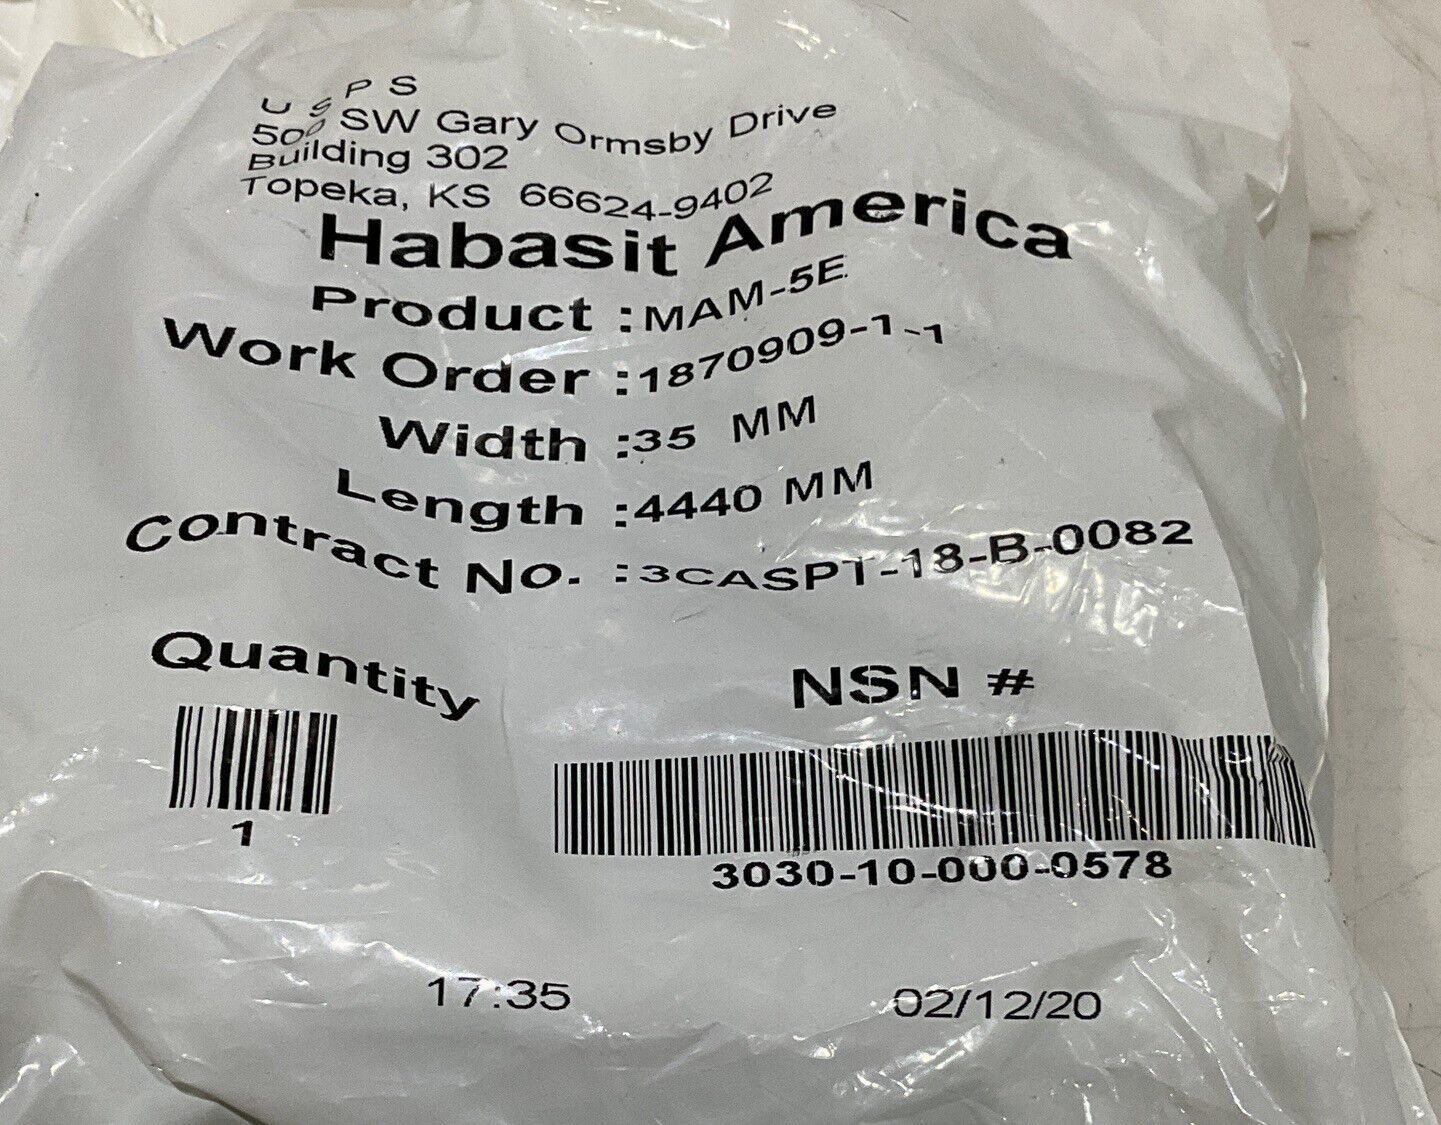 U S P S
500 SW Gary Ormsby Drive
Building 302
Topeka, KS 66624-9402
Habasit America
Product :MAM-5E
Work Order :1870909-1-1
Width :35 MM
Length :4440 MM
Contract No. :3CASPT-18-B-0082
Quantity NSN #
1 3030-10-000-0578
17:35 02/12/20